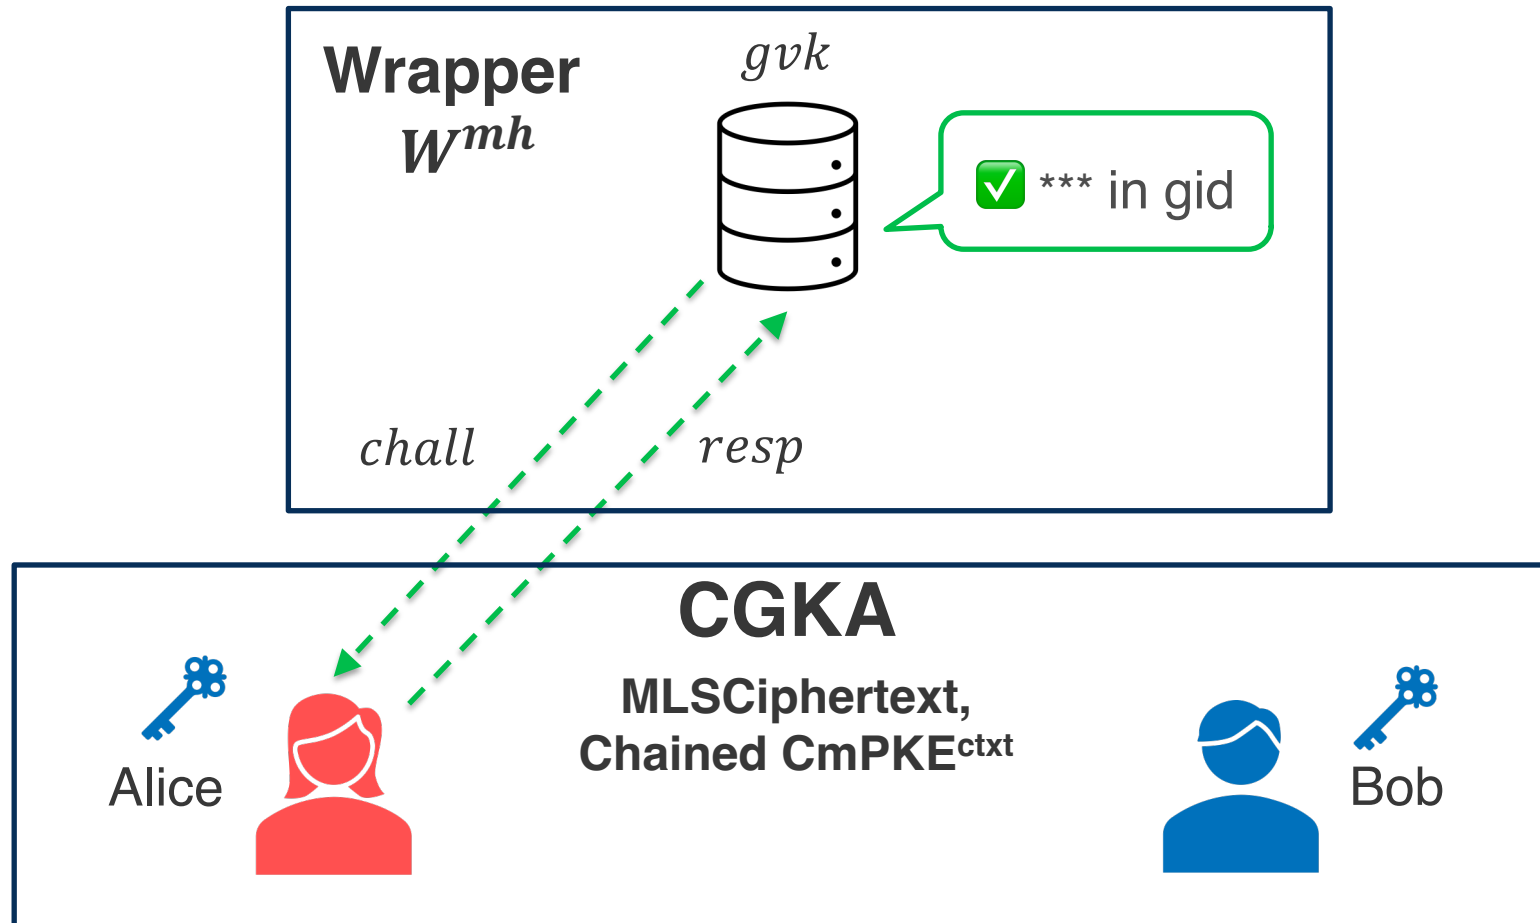 Wrapper
W^mh
gvk
✅ *** in gid
chall
resp
CGKA
MLSCiphertext,
Chained CmPKE^ctxt
Alice
Bob